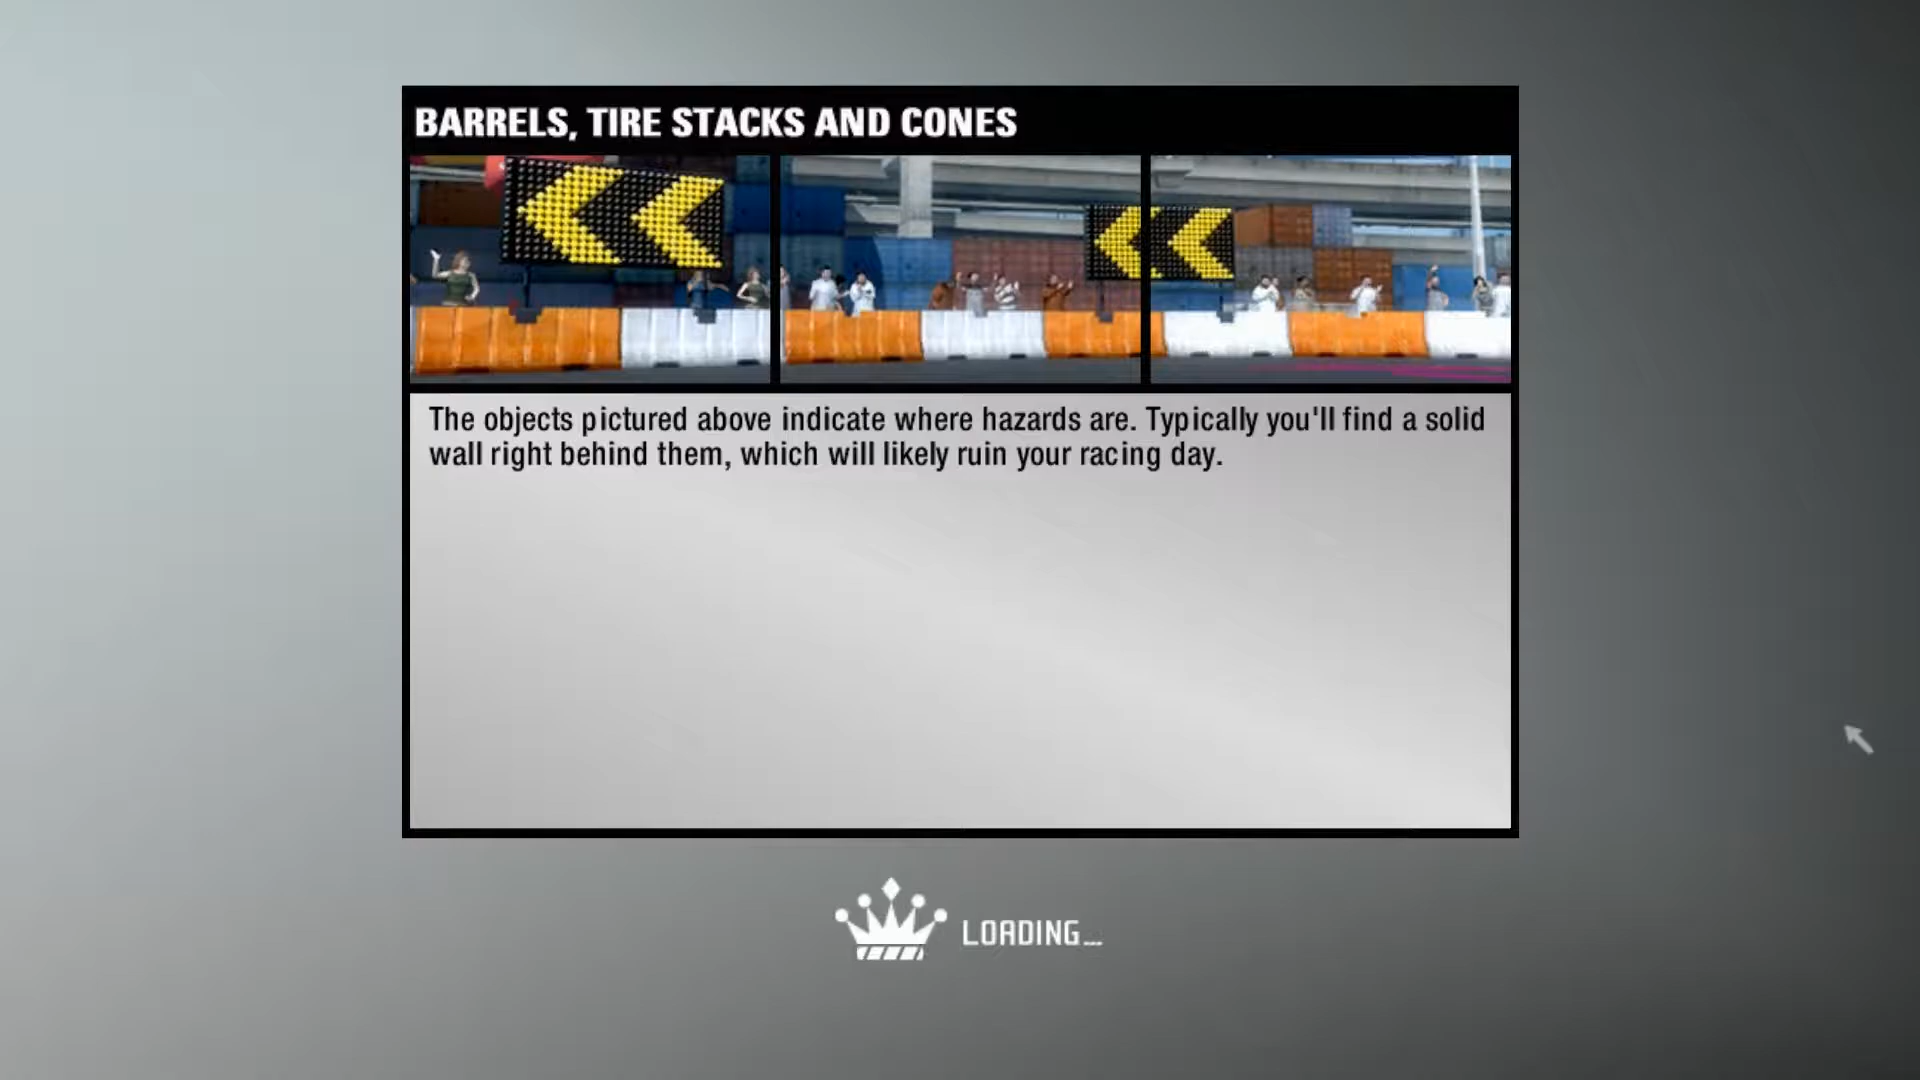 BARRELS, TIRE STACKS AND CONES
The objects pictured above indicate where hazards are. Typically you'll find a solid
wall right behind them, which will likely ruin your racing day.
LOADING...